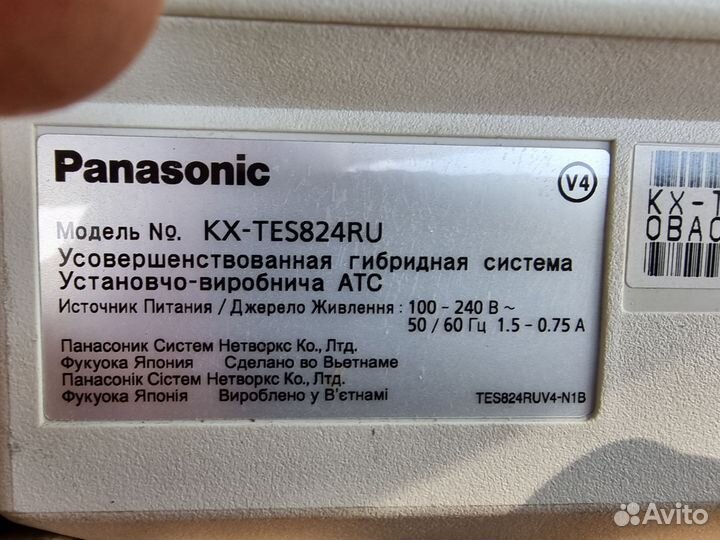 Panasonic
V4
Модель No. KX-TES824RU
Усовершенствованная гибридная система
Установчо-виробнича АТС
Источник Питания / Джерело Живлення : 100 - 240 В ~
50 / 60 Гц 1.5 - 0.75 А
Панасоник Систем Нетворкс Ко., Лтд.
Фукуока Япония Сделано во Вьетнаме
Панасонік Сістем Нетворкс Ко., Лтд.
Фукуока Японія Вироблено у В'єтнамі
TES824RUV4-N1B
KX-T
0BAC
Avito